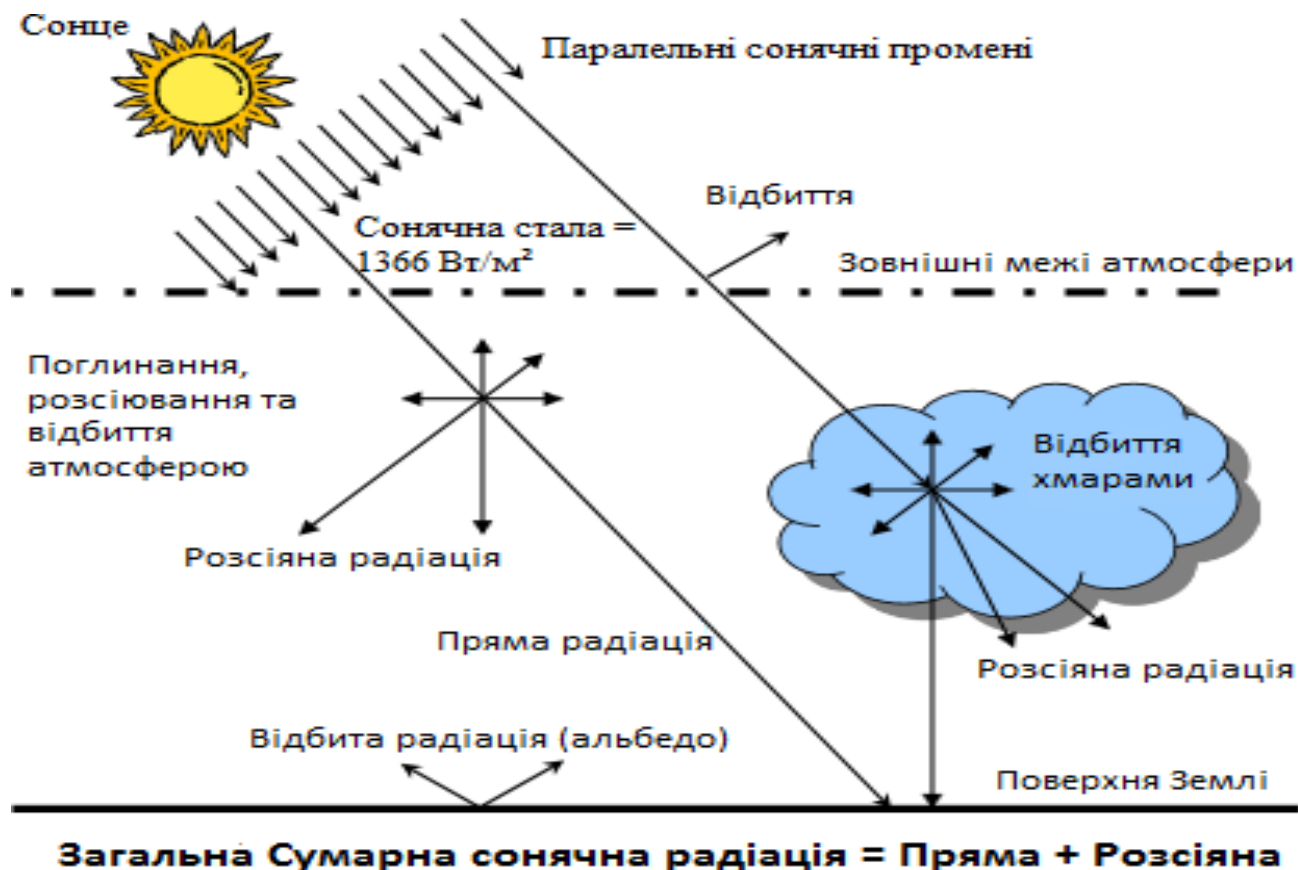 Сонце
Паралельні сонячні промені
Відбиття
Сонячна стала =
1366 Вт/м²
Зовнішні межі атмосфери
Поглинання,
розсіювання та
відбиття
атмосферою
Відбиття
хмарами
Розсіяна радіація
Пряма радіація
Розсіяна радіація
Відбита радіація (альбедо)
Поверхня Землі
Загальна Сумарна сонячна радіація = Пряма + Розсіяна